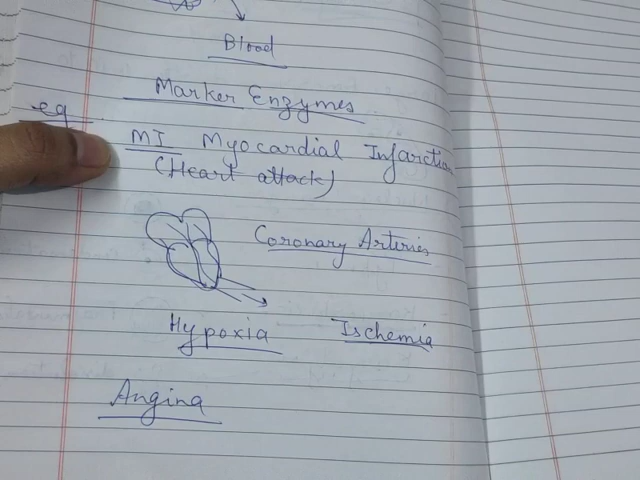 Blood
Marker Enzymes
eg
MI Myocardial Infarction
(Heart attack)
Coronary Arteries
Hypoxia Ischemia
Angina